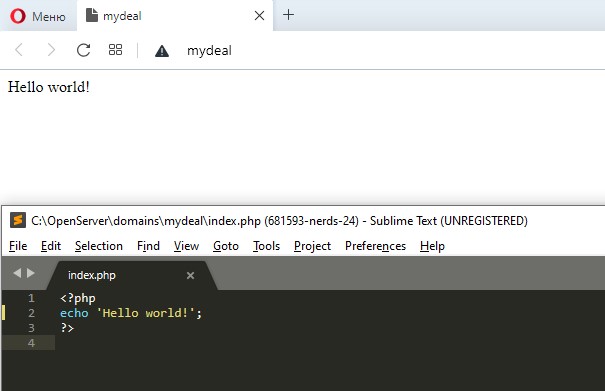 Меню
mydeal
mydeal
Hello world!
C:\OpenServer\domains\mydeal\index.php (681593-nerds-24) - Sublime Text (UNREGISTERED)
File Edit Selection Find View Goto Tools Project Preferences Help
index.php
1 <?php
2 echo 'Hello world!';
3 ?>
4